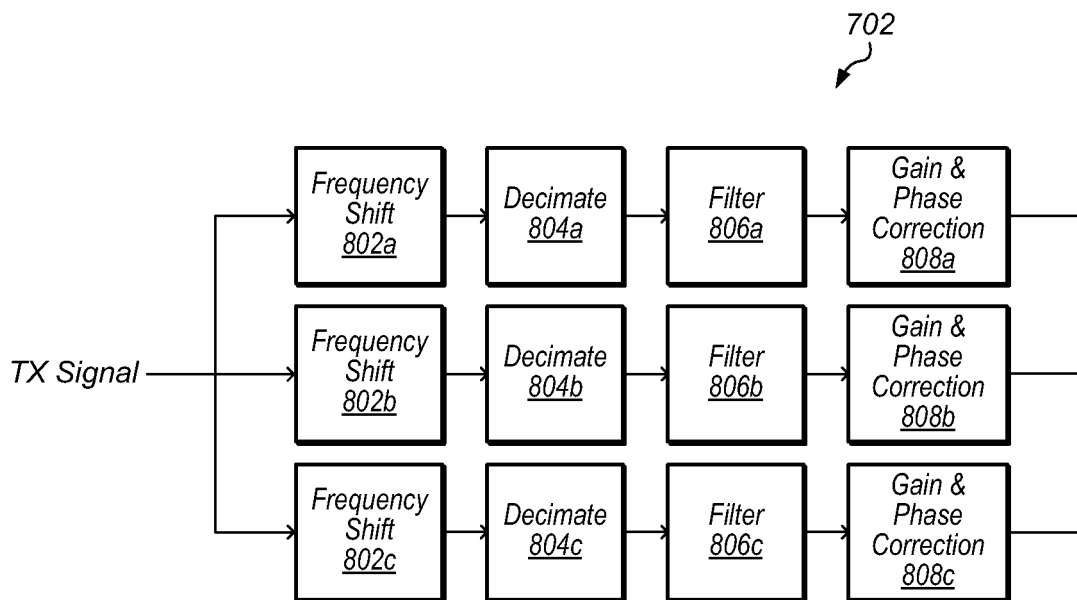 702
Frequency
Shift
802a
Decimate
804a
Filter
806a
Gain &
Phase
Correction
808a
TX Signal
Frequency
Shift
802b
Decimate
804b
Filter
806b
Gain &
Phase
Correction
808b
Frequency
Shift
802c
Decimate
804c
Filter
806c
Gain &
Phase
Correction
808c